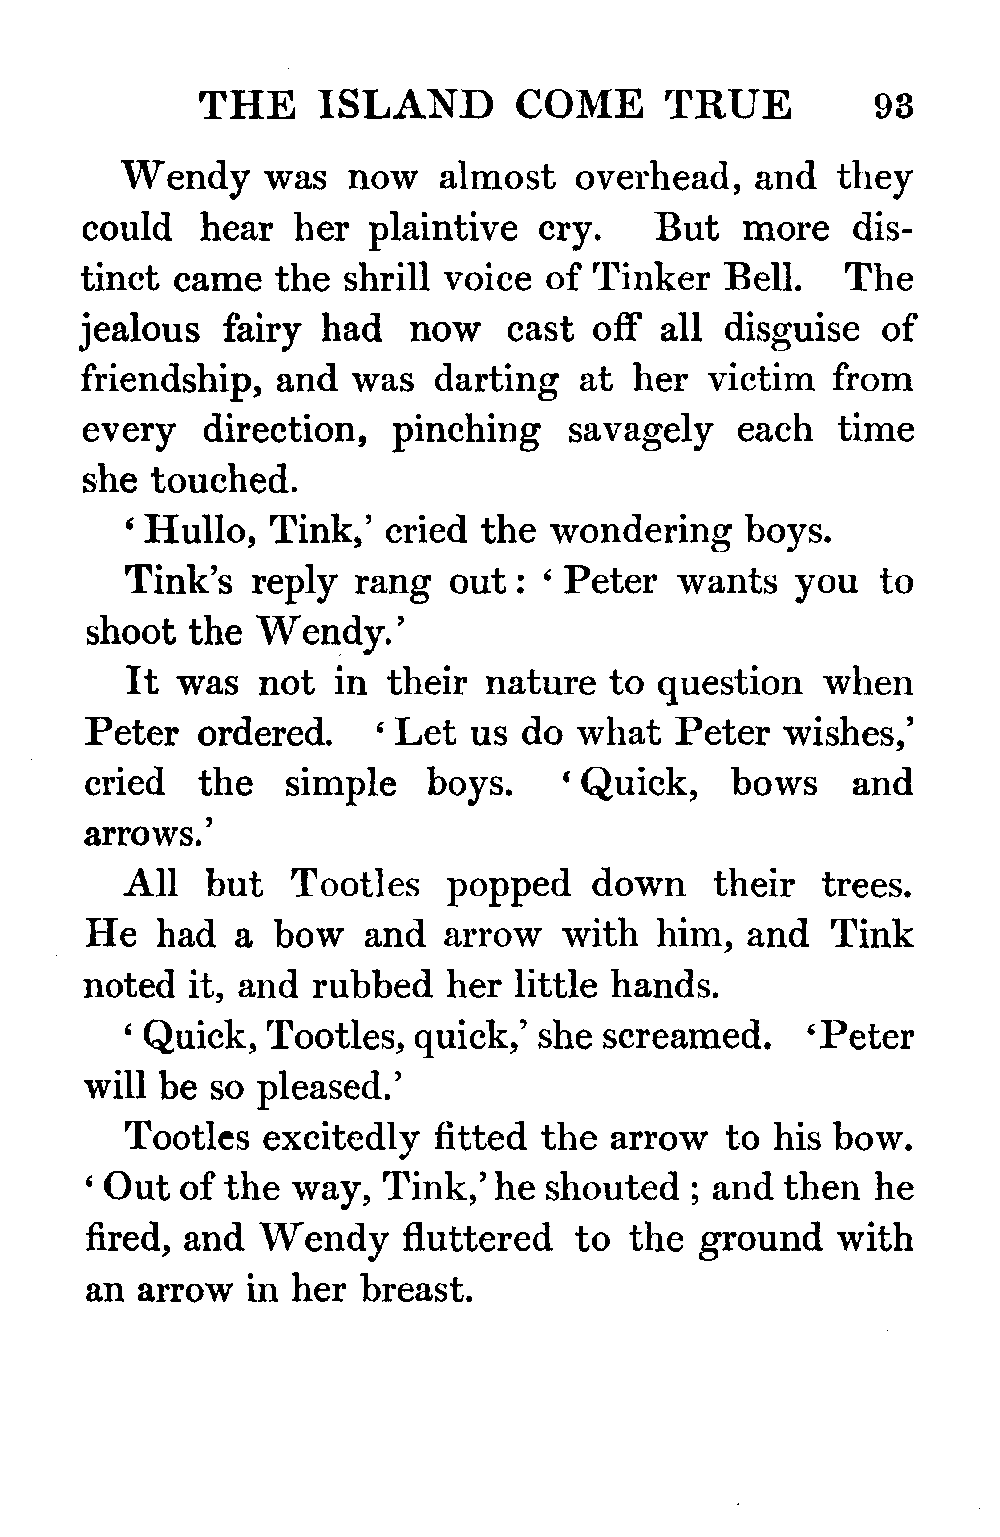 THE ISLAND COME TRUE 93
Wendy was now almost overhead, and they
could hear her plaintive cry. But more dis-
tinct came the shrill voice of Tinker Bell. The
jealous fairy had now cast off all disguise of
friendship, and was darting at her victim from
every direction, pinching savagely each time
she touched.
‘ Hullo, Tink,’ cried the wondering boys.
Tink’s reply rang out : ‘ Peter wants you to
shoot the Wendy.’
It was not in their nature to question when
Peter ordered. ‘ Let us do what Peter wishes,’
cried the simple boys. ‘ Quick, bows and
arrows.’
All but Tootles popped down their trees.
He had a bow and arrow with him, and Tink
noted it, and rubbed her little hands.
‘ Quick, Tootles, quick,’ she screamed. ‘Peter
will be so pleased.’
Tootles excitedly fitted the arrow to his bow.
‘ Out of the way, Tink,’ he shouted ; and then he
fired, and Wendy fluttered to the ground with
an arrow in her breast.